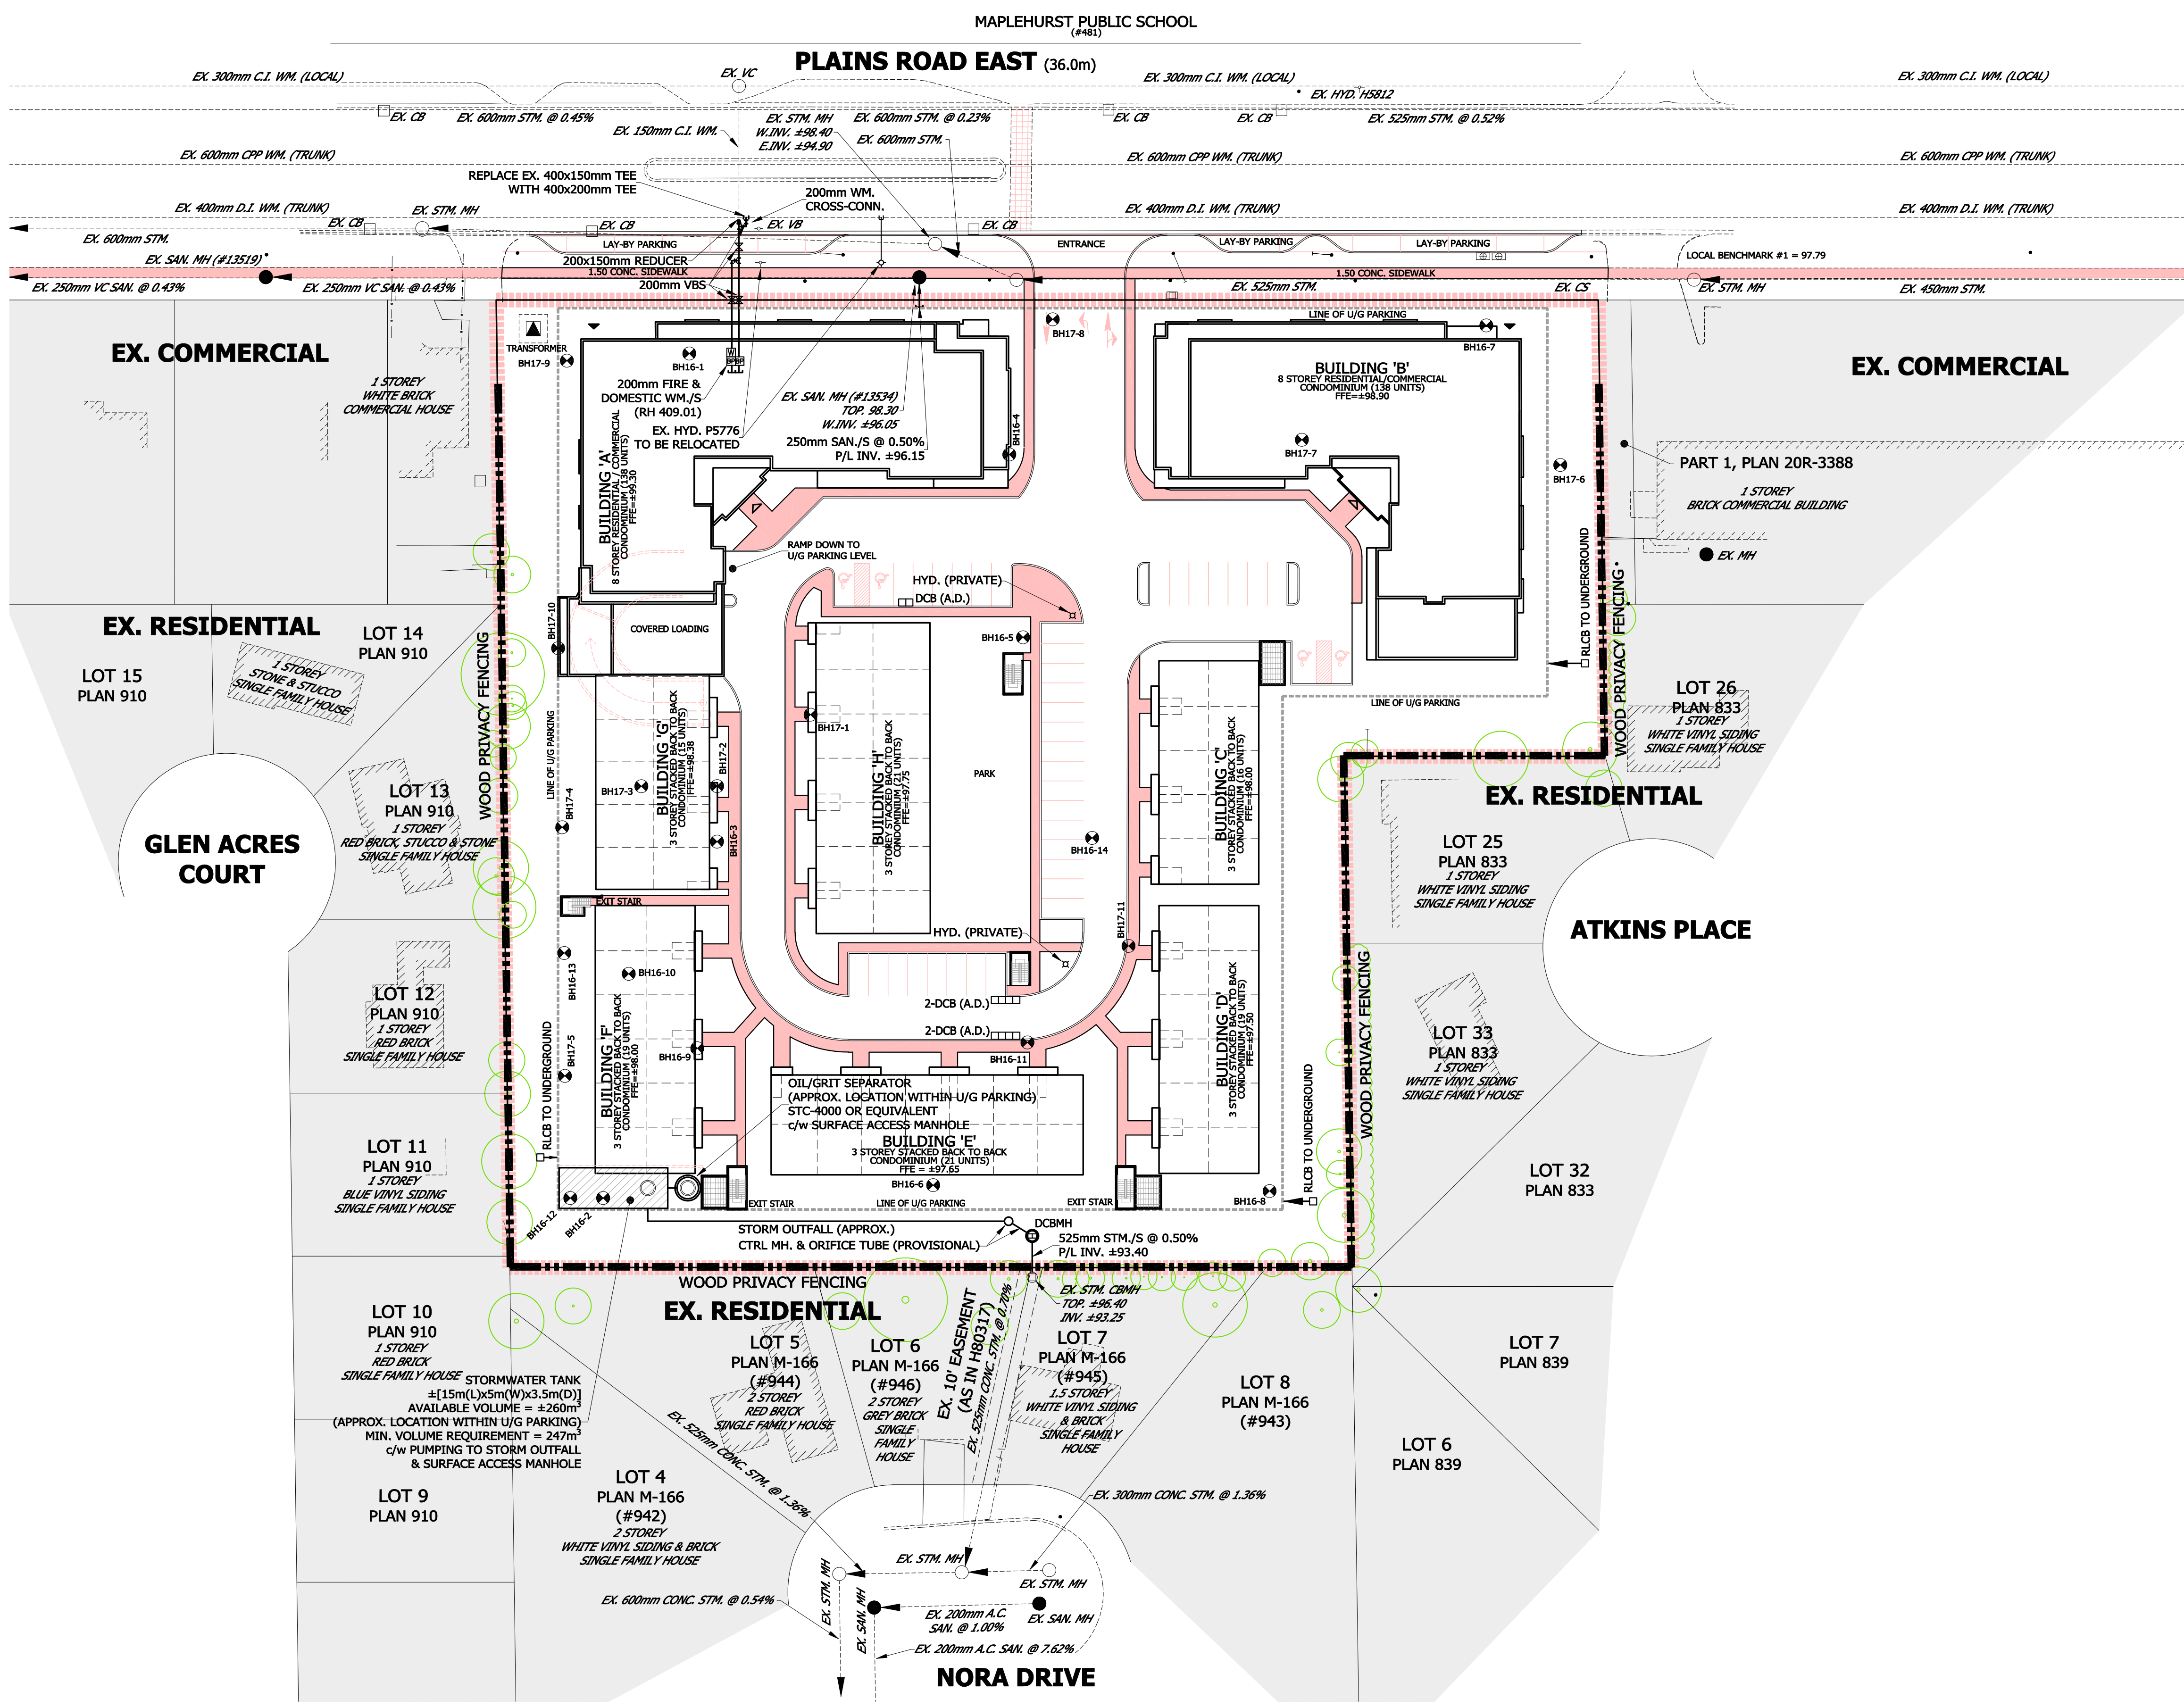 MAPLEHURST PUBLIC SCHOOL
(#481)
PLAINS ROAD EAST (36.0m)
EX. 300mm C.I. WM. (LOCAL)
EX. VC
EX. 300mm C.I. WM. (LOCAL)
EX. 300mm C.I. WM. (LOCAL)
EX. HYD. H5812
EX. CB
EX. 600mm STM. @ 0.45%
EX. 150mm C.I. WM.
EX. STM. MH
W.INV. ±98.40
E.INV. ±94.90
EX. 600mm STM. @ 0.23%
EX. 600mm STM.
EX. CB
EX. CB
EX. 525mm STM. @ 0.52%
EX. 600mm CPP WM. (TRUNK)
EX. 600mm CPP WM. (TRUNK)
EX. 600mm CPP WM. (TRUNK)
REPLACE EX. 400x150mm TEE
WITH 400x200mm TEE
200mm WM.
CROSS-CONN.
EX. 400mm D.I. WM. (TRUNK)
EX. 400mm D.I. WM. (TRUNK)
EX. 400mm D.I. WM. (TRUNK)
EX. CB
EX. STM. MH
EX. CB
EX. VB
EX. CB
EX. 600mm STM.
LAY-BY PARKING
ENTRANCE
LAY-BY PARKING
LAY-BY PARKING
EX. SAN. MH (#13519)
200x150mm REDUCER
1.50 CONC. SIDEWALK
1.50 CONC. SIDEWALK
LOCAL BENCHMARK #1 = 97.79
EX. 250mm VC SAN. @ 0.43%
EX. 250mm VC SAN. @ 0.43%
200mm VBS
EX. 525mm STM.
EX. CS
EX. STM. MH
EX. 450mm STM.
EX. COMMERCIAL
EX. COMMERCIAL
1 STOREY
WHITE BRICK
COMMERCIAL HOUSE
TRANSFORMER
BH17-9
BH16-1
W
BP BP
200mm FIRE &
DOMESTIC WM./S
(RH 409.01)
EX. HYD. P5776
TO BE RELOCATED
EX. SAN. MH (#13534)
TOP. 98.30
W.INV. ±96.05
250mm SAN./S @ 0.50%
P/L INV. ±96.15
BH16-4
BH17-8
LINE OF U/G PARKING
BH16-7
BUILDING 'B'
8 STOREY RESIDENTIAL/COMMERCIAL
CONDOMINIUM (138 UNITS)
FFE=±98.90
BH17-7
BH17-6
PART 1, PLAN 20R-3388
1 STOREY
BRICK COMMERCIAL BUILDING
EX. MH
BUILDING 'A'
8 STOREY RESIDENTIAL / COMMERCIAL
CONDOMINIUM (138 UNITS)
FFE=±99.30
RAMP DOWN TO
U/G PARKING LEVEL
HYD. (PRIVATE)
DCB (A.D.)
BH17-10
COVERED LOADING
BH16-5
RLCB TO UNDERGROUND
WOOD PRIVACY FENCING
LINE OF U/G PARKING
EX. RESIDENTIAL
LOT 15
PLAN 910
LOT 14
PLAN 910
1 STOREY
STONE & STUCCO
SINGLE FAMILY HOUSE
WOOD PRIVACY FENCING
LINE OF U/G PARKING
LOT 13
PLAN 910
1 STOREY
RED BRICK, STUCCO & STONE
SINGLE FAMILY HOUSE
GLEN ACRES
COURT
BH17-4
BH17-3
BUILDING 'G'
3 STOREY STACKED BACK TO BACK
CONDOMINIUM (15 UNITS)
FFE=±98.38
BH17-2
BH16-3
BH17-1
BUILDING 'H'
3 STOREY STACKED BACK TO BACK
CONDOMINIUM (21 UNITS)
FFE=±97.75
PARK
BH16-14
BUILDING 'C'
3 STOREY STACKED BACK TO BACK
CONDOMINIUM (16 UNITS)
FFE=±98.00
LOT 26
PLAN 833
1 STOREY
WHITE VINYL SIDING
SINGLE FAMILY HOUSE
EX. RESIDENTIAL
LOT 25
PLAN 833
1 STOREY
WHITE VINYL SIDING
SINGLE FAMILY HOUSE
ATKINS PLACE
EXIT STAIR
BH16-13
BH16-10
HYD. (PRIVATE)
BH17-11
2-DCB (A.D.)
2-DCB (A.D.)
BH16-11
LOT 12
PLAN 910
1 STOREY
RED BRICK
SINGLE FAMILY HOUSE
RLCB TO UNDERGROUND
BH17-5
BUILDING 'F'
3 STOREY STACKED BACK TO BACK
CONDOMINIUM (19 UNITS)
FFE=±98.00
BH16-9
BUILDING 'D'
3 STOREY STACKED BACK TO BACK
CONDOMINIUM (19 UNITS)
FFE=±97.50
RLCB TO UNDERGROUND
WOOD PRIVACY FENCING
LOT 33
PLAN 833
1 STOREY
WHITE VINYL SIDING
SINGLE FAMILY HOUSE
OIL/GRIT SEPARATOR
(APPROX. LOCATION WITHIN U/G PARKING)
STC-4000 OR EQUIVALENT
c/w SURFACE ACCESS MANHOLE
BUILDING 'E'
3 STOREY STACKED BACK TO BACK
CONDOMINIUM (21 UNITS)
FFE = ±97.65
BH16-6
LOT 11
PLAN 910
1 STOREY
BLUE VINYL SIDING
SINGLE FAMILY HOUSE
LOT 32
PLAN 833
BH16-12
BH16-2
EXIT STAIR
LINE OF U/G PARKING
EXIT STAIR
BH16-8
STORM OUTFALL (APPROX.)
CTRL MH. & ORIFICE TUBE (PROVISIONAL)
DCBMH
525mm STM./S @ 0.50%
P/L INV. ±93.40
WOOD PRIVACY FENCING
EX. RESIDENTIAL
EX. STM. CBMH
TOP. ±96.40
INV. ±93.25
LOT 10
PLAN 910
1 STOREY
RED BRICK
SINGLE FAMILY HOUSE
STORMWATER TANK
±[15m(L)x5m(W)x3.5m(D)]
AVAILABLE VOLUME = ±260m3
(APPROX. LOCATION WITHIN U/G PARKING)
MIN. VOLUME REQUIREMENT = 247m3
c/w PUMPING TO STORM OUTFALL
& SURFACE ACCESS MANHOLE
LOT 5
PLAN M-166
(#944)
2 STOREY
RED BRICK
SINGLE FAMILY HOUSE
LOT 6
PLAN M-166
(#946)
2 STOREY
GREY BRICK
SINGLE
FAMILY
HOUSE
EX. 10' EASEMENT
(AS IN H80317)
EX. 525mm CONC. STM. @ 0.70%
LOT 7
PLAN M-166
(#945)
1.5 STOREY
WHITE VINYL SIDING
& BRICK
SINGLE FAMILY
HOUSE
LOT 8
PLAN M-166
(#943)
LOT 7
PLAN 839
LOT 6
PLAN 839
LOT 9
PLAN 910
LOT 4
PLAN M-166
(#942)
2 STOREY
WHITE VINYL SIDING & BRICK
SINGLE FAMILY HOUSE
EX. 525mm CONC. STM. @ 1.36%
EX. 300mm CONC. STM. @ 1.36%
EX. STM. MH
EX. STM. MH
EX. STM. MH
EX. 600mm CONC. STM. @ 0.54%
EX. SAN. MH
EX. 200mm A.C.
SAN. @ 1.00%
EX. SAN. MH
EX. 200mm A.C. SAN. @ 7.62%
NORA DRIVE